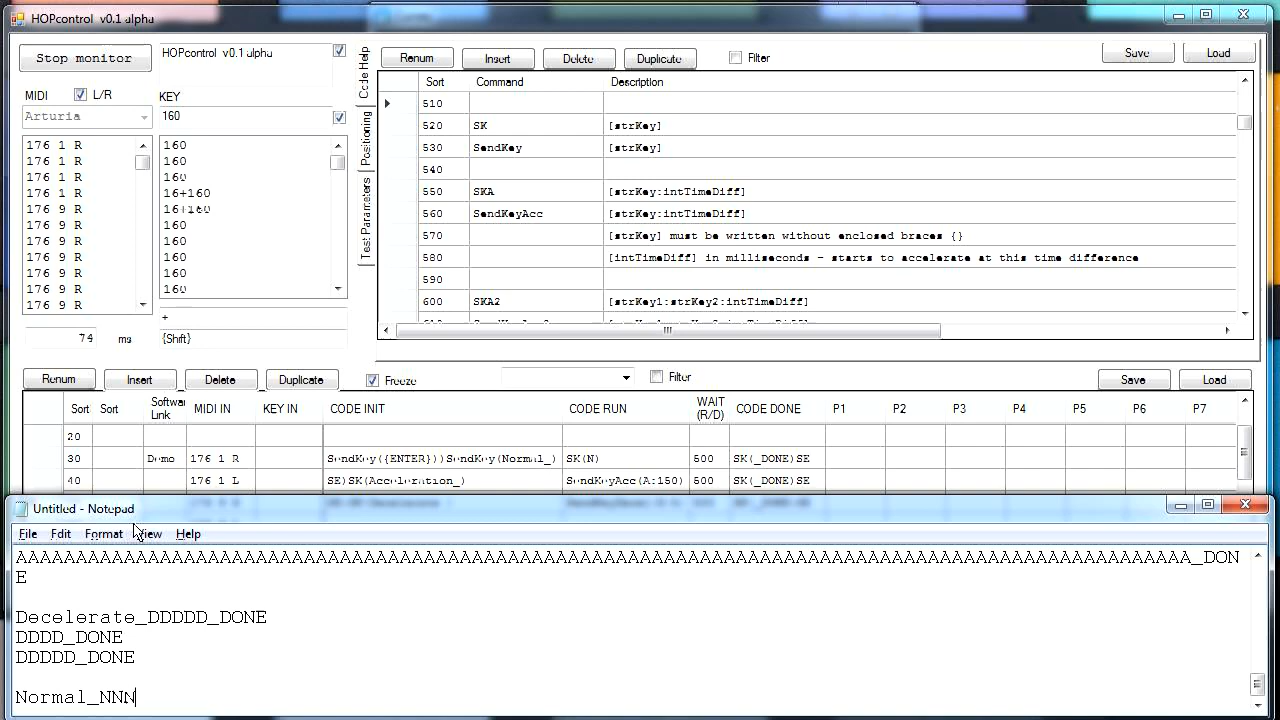 HOPcontrol v0.1 alpha
Stop monitor
HOPcontrol v0.1 alpha
MIDI L/R KEY
Arturia 160
176 1 R
176 1 R
176 1 R
176 1 R
176 9 R
176 9 R
176 9 R
176 9 R
176 9 R
176 9 R
176 9 R
74 ms
160
160
160
16+160
16+160
160
160
160
160
160
+
{Shift}
Code Help
Positioning
Test Parameters
Renum Insert Delete Duplicate Filter Save Load
Sort Command Description
510
520 SK [strKey]
530 SendKey [strKey]
540
550 SKA [strKey:intTimeDiff]
560 SendKeyAcc [strKey:intTimeDiff]
570 [strKey] must be written without enclosed braces {}
580 [intTimeDiff] in milliseconds - starts to accelerate at this time difference
590
600 SKA2 [strKey1:strKey2:intTimeDiff]
Renum Insert Delete Duplicate Freeze Filter Save Load
Sort Sort Softwar Link MIDI IN KEY IN CODE INIT CODE RUN WAIT (R/D) CODE DONE P1 P2 P3 P4 P5 P6 P7
20
30 Demo 176 1 R SendKey({ENTER}))SendKey(Normal_) SK(N) 500 SK(_DONE)SE
40 176 1 L SE)SK(Acceleration_) SendKeyAcc(A:150) 500 SK(_DONE)SE
Untitled - Notepad
File Edit Format View Help
E
Decelerate_DDDDD_DONE
DDDD_DONE
DDDDD_DONE
Normal_NNN